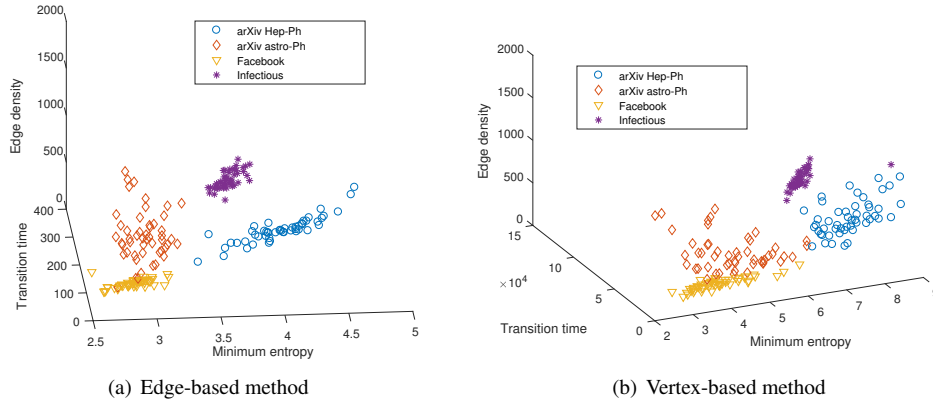 2000
1500
1000
500
0
Edge density
400
300
200
100
0
Transition time
2.5 3 3.5 4 4.5 5
Minimum entropy
arXiv Hep-Ph
arXiv astro-Ph
Facebook
Infectious
(a) Edge-based method
2000
1500
1000
500
0
Edge density
15
10
×10⁴
5
0
Transition time
2 3 4 5 6 7 8 9
Minimum entropy
arXiv Hep-Ph
arXiv astro-Ph
Facebook
Infectious
(b) Vertex-based method